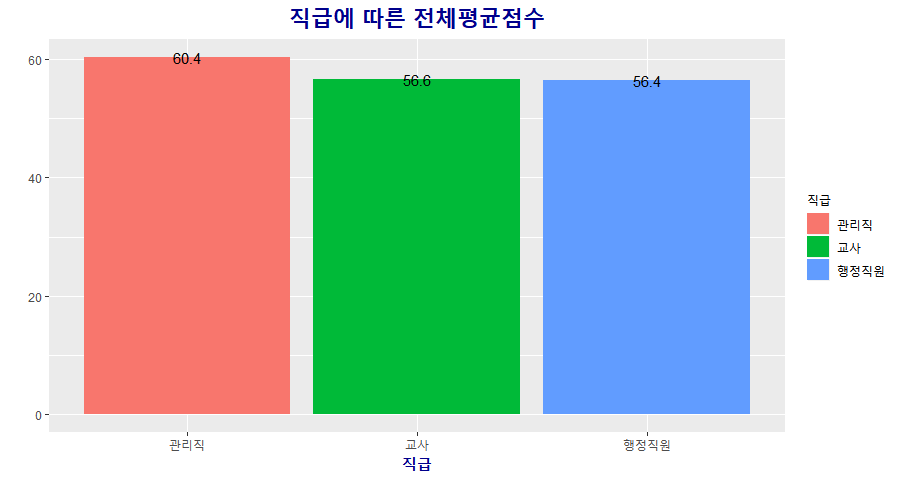 직급에 따른 전체평균점수
60
40
20
0
60.4
56.6
56.4
관리직
교사
행정직원
직급
직급
관리직
교사
행정직원